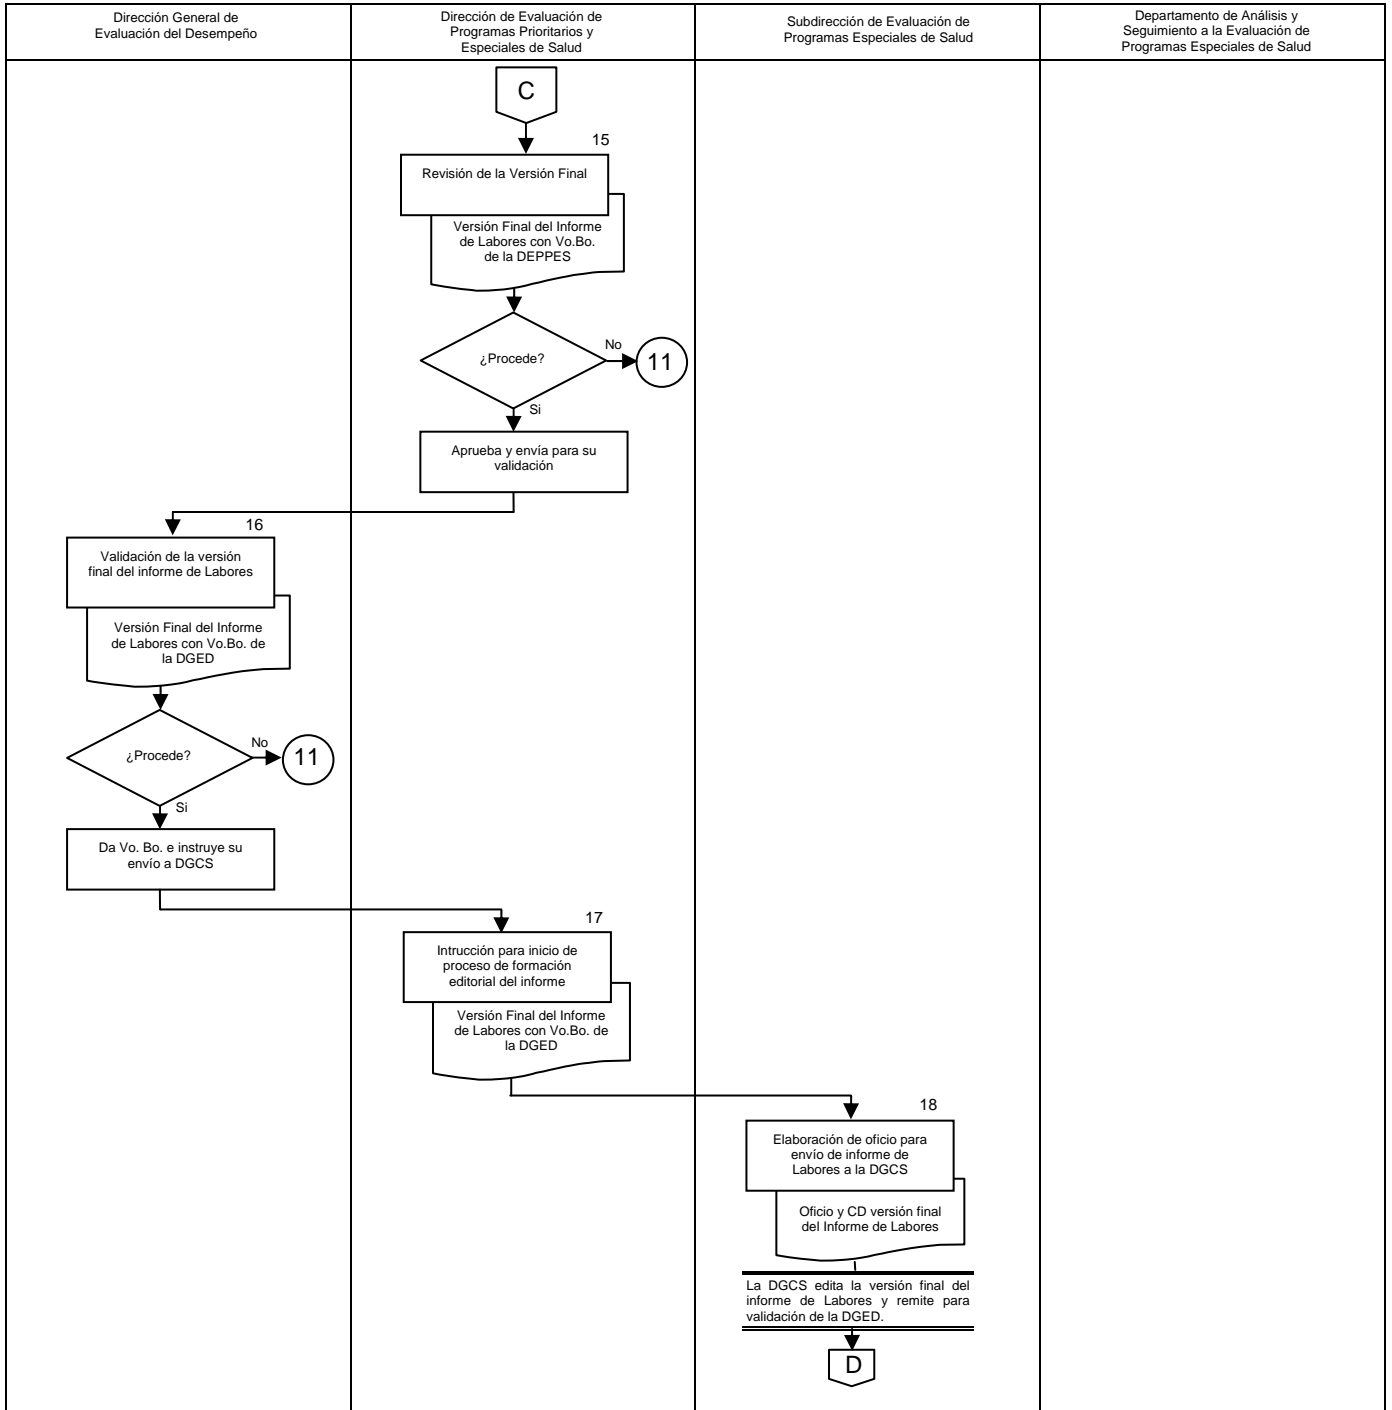 Dirección General de
Evaluación del Desempeño
Dirección de Evaluación de
Programas Prioritarios y
Especiales de Salud
Subdirección de Evaluación de
Programas Especiales de Salud
Departamento de Análisis y
Seguimiento a la Evaluación de
Programas Especiales de Salud
C
15
Revisión de la Versión Final
Versión Final del Informe
de Labores con Vo.Bo.
de la DEPPES
¿Procede?
No
11
Si
Aprueba y envía para su
validación
16
Validación de la versión
final del informe de Labores
Versión Final del Informe
de Labores con Vo.Bo. de
la DGED
¿Procede?
No
11
Si
Da Vo. Bo. e instruye su
envío a DGCS
17
Intrucción para inicio de
proceso de formación
editorial del informe
Versión Final del Informe
de Labores con Vo.Bo. de
la DGED
18
Elaboración de oficio para
envío de informe de
Labores a la DGCS
Oficio y CD versión final
del Informe de Labores
La DGCS edita la versión final del
informe de Labores y remite para
validación de la DGED.
D